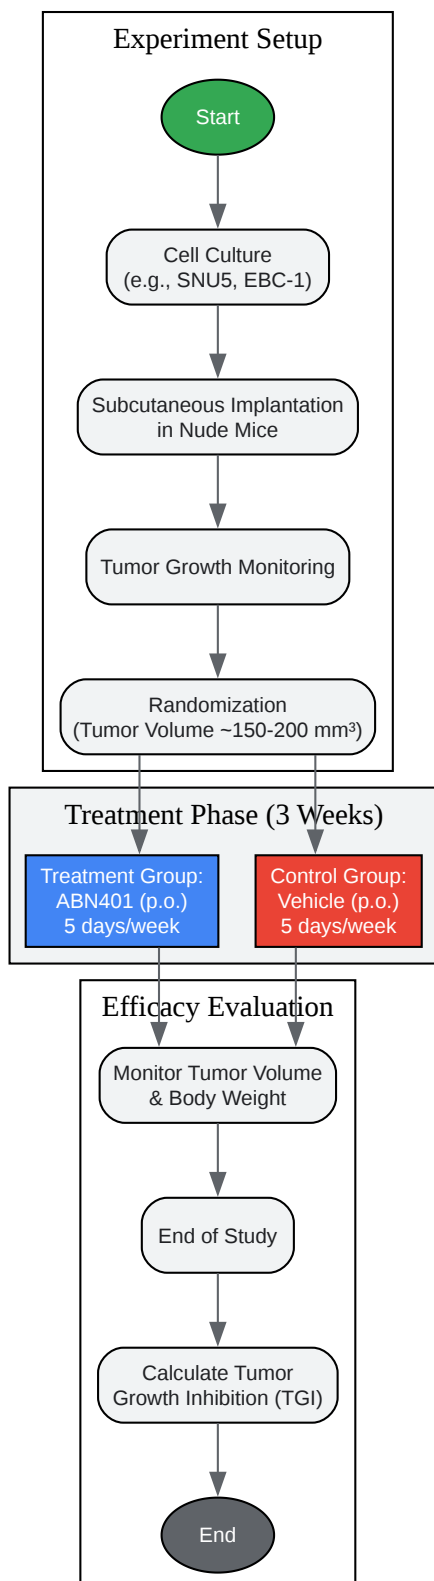 Experiment Setup
Start
Cell Culture
(e.g., SNU5, EBC-1)
Subcutaneous Implantation
in Nude Mice
Tumor Growth Monitoring
Randomization
(Tumor Volume ~150-200 mm³)
Treatment Phase (3 Weeks)
Treatment Group:
ABN401 (p.o.)
5 days/week
Control Group:
Vehicle (p.o.)
5 days/week
Efficacy Evaluation
Monitor Tumor Volume
& Body Weight
End of Study
Calculate Tumor
Growth Inhibition (TGI)
End